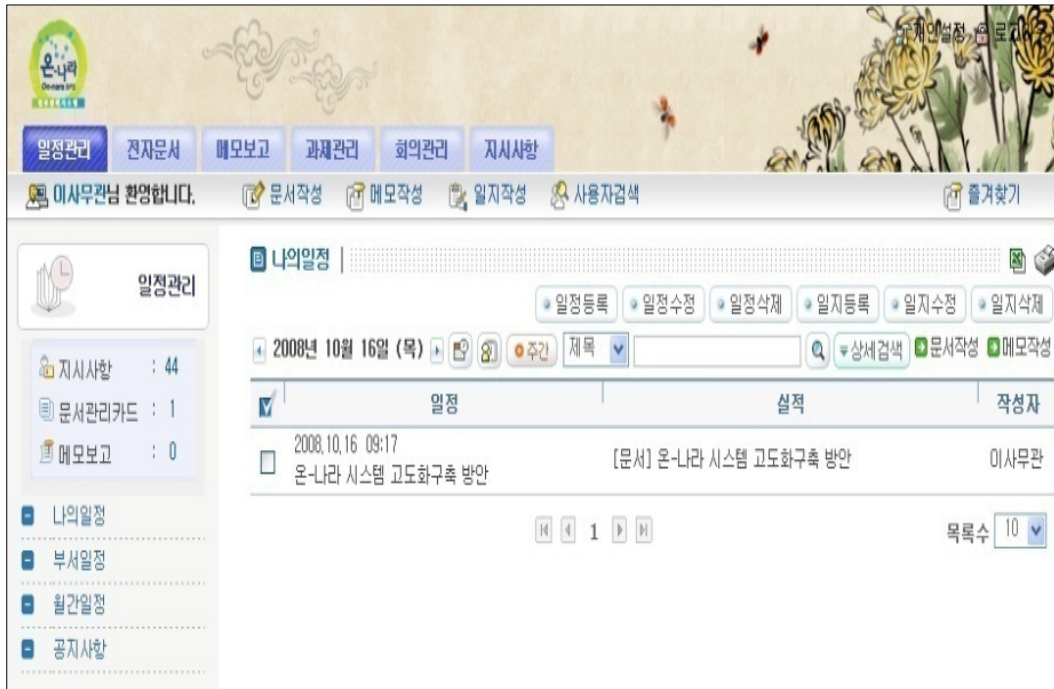 온-나라
On-nara BPS
개인설정
일정관리 전자문서 메모보고 과제관리 회의관리 지시사항
이사무관님 환영합니다. 문서작성 메모작성 일지작성 사용자검색 즐겨찾기
일정관리
지시사항 : 44
문서관리카드 : 1
메모보고 : 0
나의일정
부서일정
월간일정
공지사항
나의일정
일정등록 일정수정 일정삭제 일지등록 일지수정 일지삭제
2008년 10월 16일 (목) 주간 제목 상세검색 문서작성 메모작성
일정 실적 작성자
2008.10.16 09:17
온-나라 시스템 고도화구축 방안 [문서] 온-나라 시스템 고도화구축 방안 이사무관
1 목록수 10